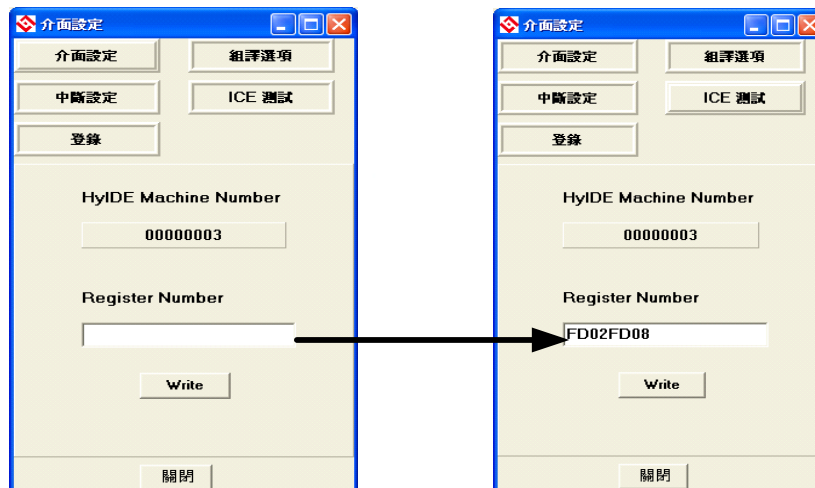 介面設定
介面設定 組譯選項
中斷設定 ICE 測試
登錄
HyIDE Machine Number
00000003
Register Number
Write
關閉
介面設定
介面設定 組譯選項
中斷設定 ICE 測試
登錄
HyIDE Machine Number
00000003
Register Number
FD02FD08
Write
關閉